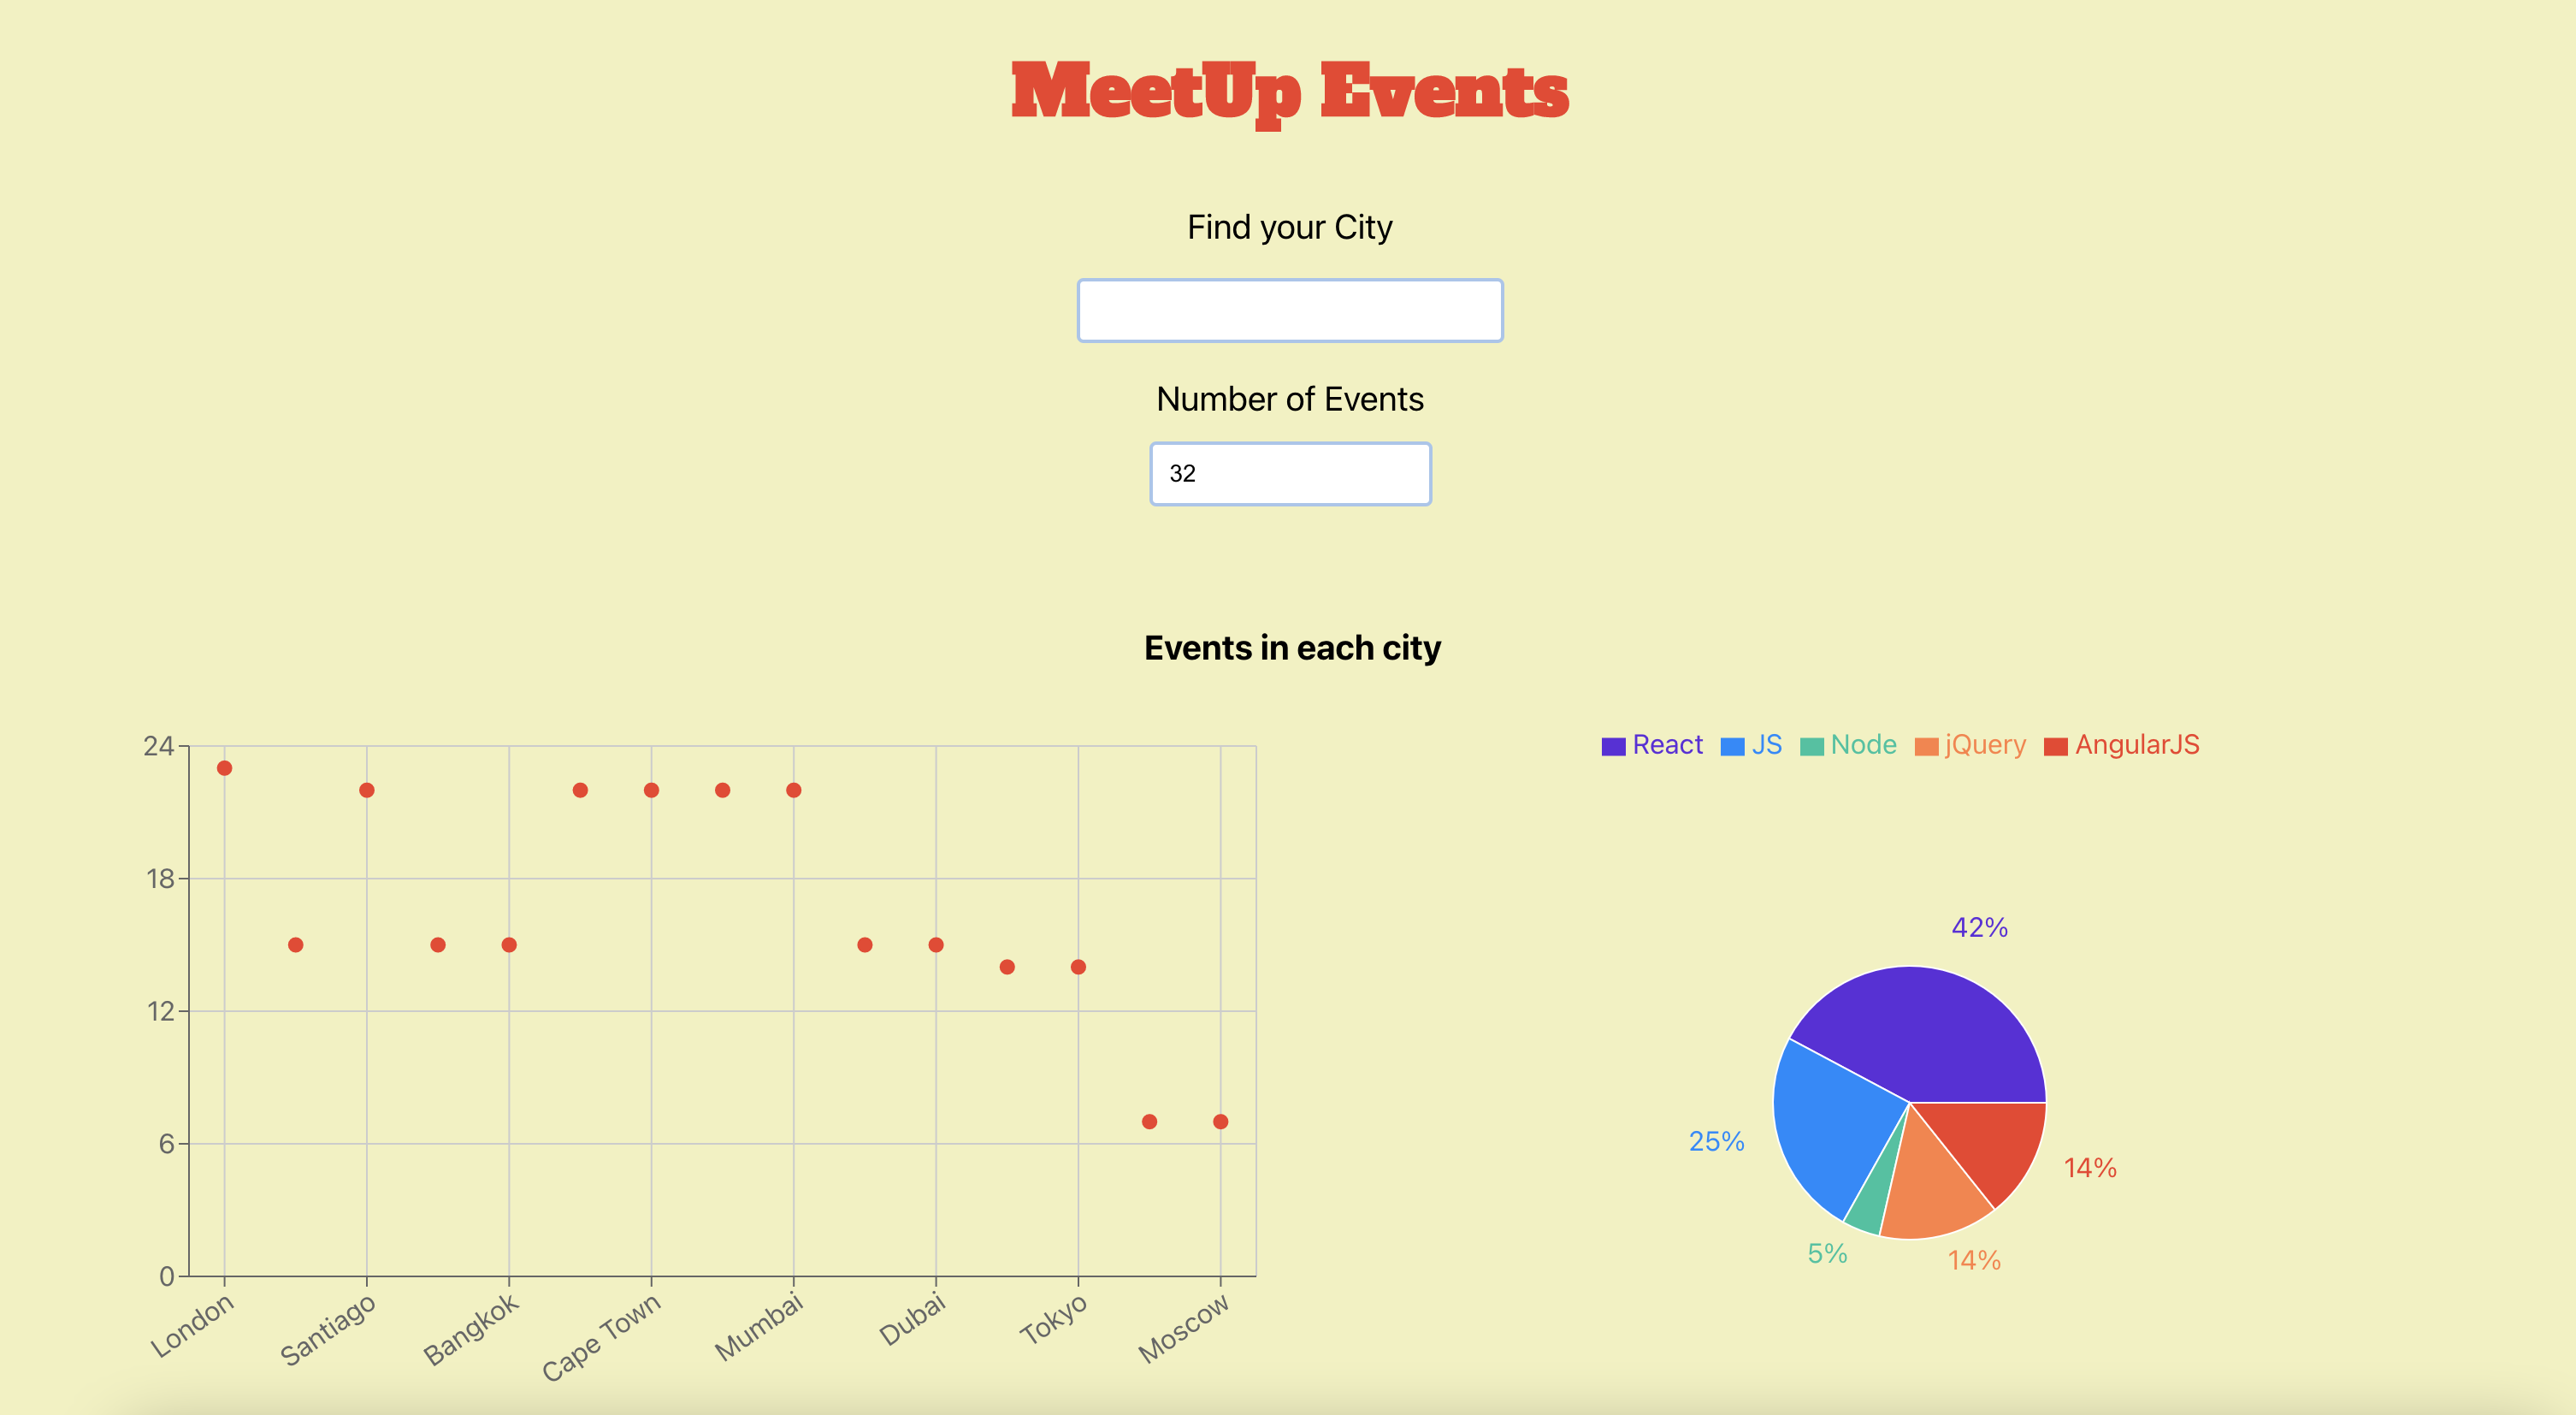 MeetUp Events
Find your City
Number of Events
32
Events in each city
24
18
12
6
0
London
Santiago
Bangkok
Cape Town
Mumbai
Dubai
Tokyo
Moscow
React JS Node jQuery AngularJS
42%
25%
14%
5%
14%